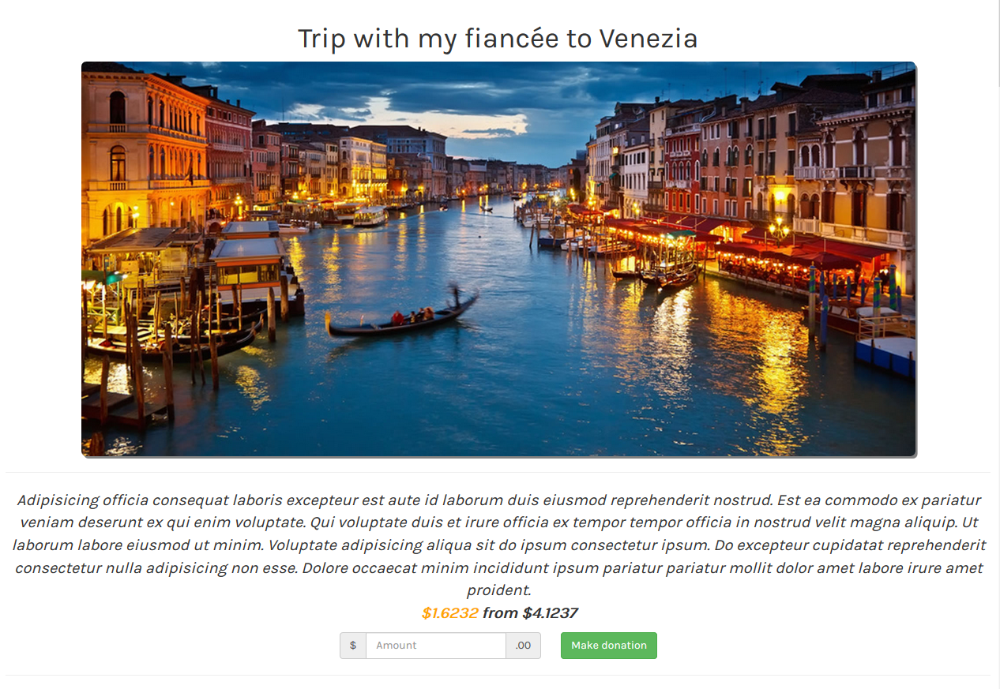 Trip with my fiancée to Venezia
Adipisicing officia consequat laboris excepteur est aute id laborum duis eiusmod reprehenderit nostrud. Est ea commodo ex pariatur
veniam deserunt ex qui enim voluptate. Qui voluptate duis et irure officia ex tempor tempor officia in nostrud velit magna aliquip. Ut
laborum labore eiusmod ut minim. Voluptate adipisicing aliqua sit do ipsum consectetur ipsum. Do excepteur cupidatat reprehenderit
consectetur nulla adipisicing non esse. Dolore occaecat minim incididunt ipsum pariatur pariatur mollit dolor amet labore irure amet
proident.
$1.6232 from $4.1237
$ Amount .00 Make donation